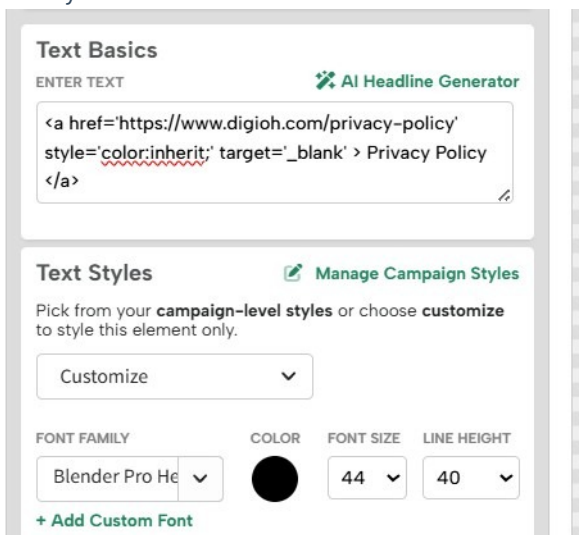 Text Basics
ENTER TEXT
AI Headline Generator
<a href='https://www.digioh.com/privacy-policy'
style='color:inherit;' target='_blank' > Privacy Policy
</a>
Text Styles
Manage Campaign Styles
Pick from your campaign-level styles or choose customize
to style this element only.
Customize
FONT FAMILY COLOR FONT SIZE LINE HEIGHT
Blender Pro He 44 40
+ Add Custom Font